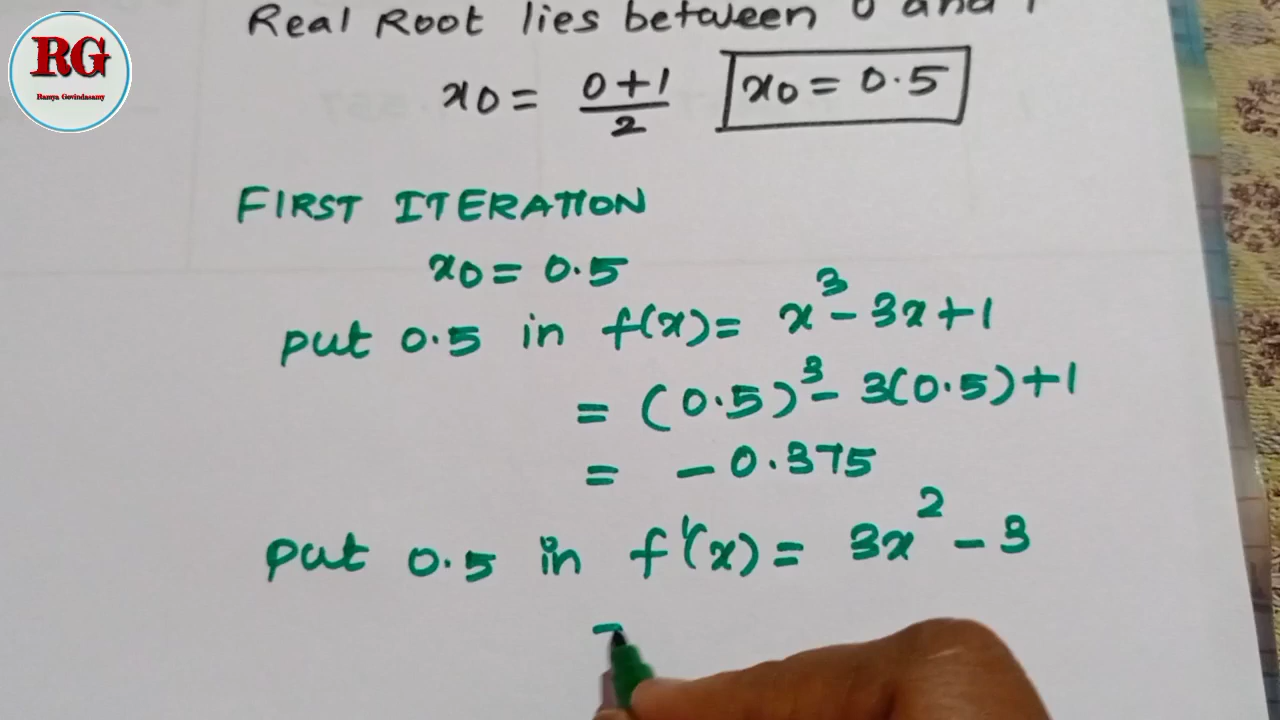 RG
Ramya Govindasamy
Real Root lies between 0 and 1
x0 = 0+1/2 x0 = 0.5
FIRST ITERATION
x0 = 0.5
put 0.5 in f(x) = x³ - 3x + 1
= (0.5)³ - 3(0.5) + 1
= - 0.375
put 0.5 in f'(x) = 3x² - 3